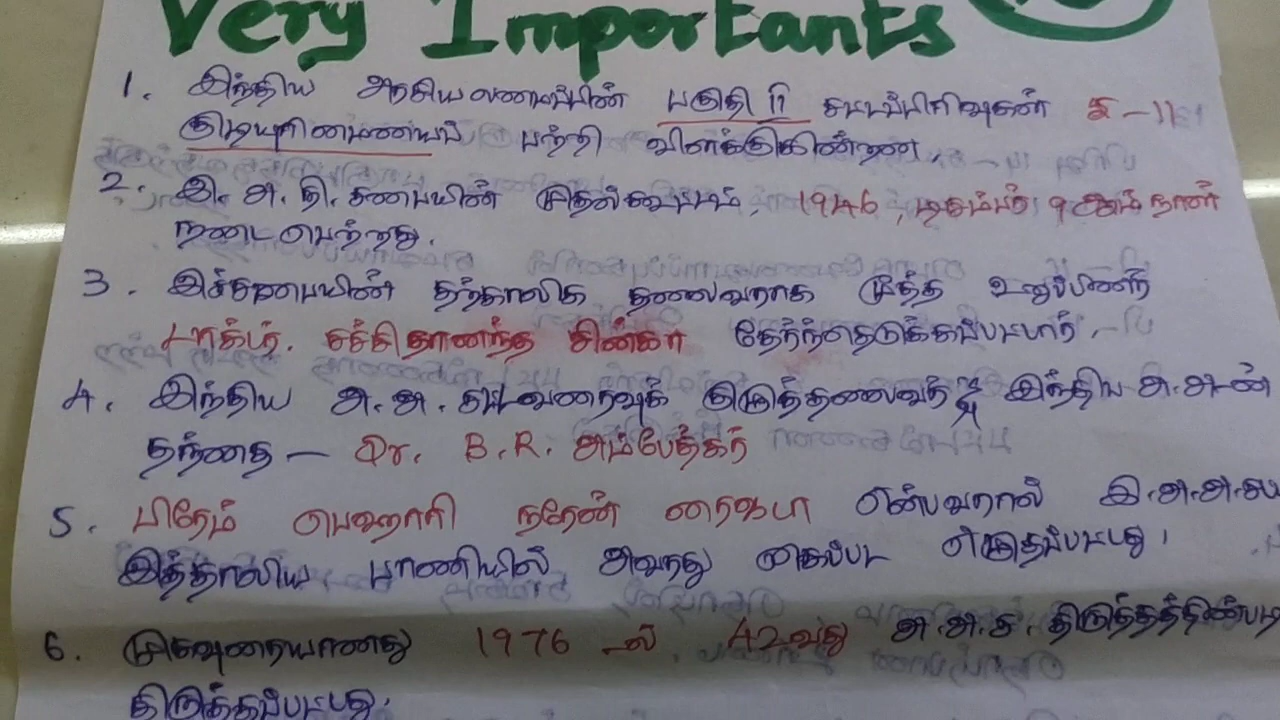 Very Importants
1. இந்திய அரசியலமைப்பின் பகுதி II சட்டப்பிரிவுகள் 5 – 11
குடியுரிமையைப் பற்றி விளக்குகின்றன.
2. இ. அ. நி. சபையின் முதல் கூட்டம், 1946, டிசம்பர் 9 ஆம் நாள்
நடைபெற்றது.
3. இச்சபையின் தற்காலிக தலைவராக மூத்த உறுப்பினர்
டாக்டர். சச்சிதானந்த சின்கா தேர்ந்தெடுக்கப்பட்டார்.
4. இந்திய அ. அ. சட்டவரைவுக் குழுத்தலைவர் & இந்திய அ. அ-ன்
தந்தை – Dr. B.R. அம்பேத்கர்
5. பிரேம் பெஹாரி நரேன் ரைஜடா என்பவரால் இ. அ. அ. ச
இத்தாலிய பாணியில் அவரது கைப்பட எழுதப்பட்டது.
6. முகவுரையானது 1976 -ல் 42வது அ. அ. ச. திருத்தத்தின்படி
திருத்தப்பட்டது.